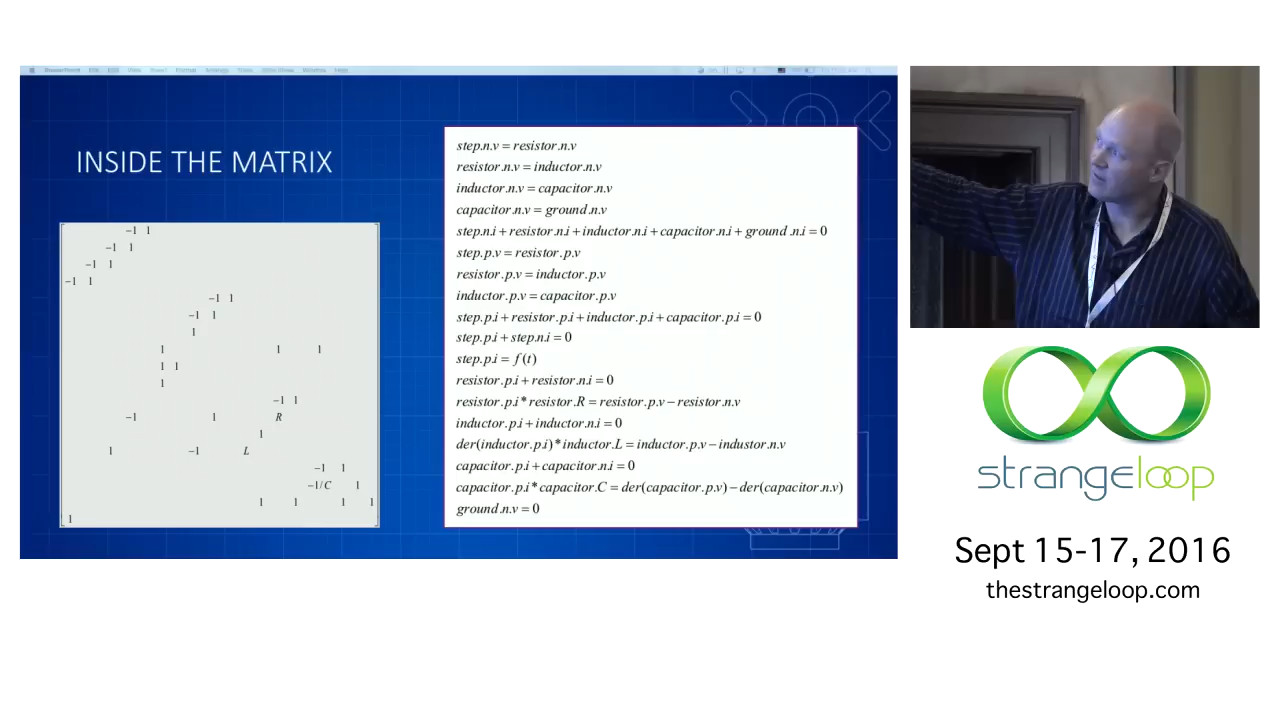 INSIDE THE MATRIX
-1 1
-1 1
-1 1
-1 1
-1 1
-1 1
1
1 1 1
1 1
1
-1 1
-1 1 R
1
1 -1 L
-1 1
-1/C 1
1 1 1 1
1
step.n.v = resistor.n.v
resistor.n.v = inductor.n.v
inductor.n.v = capacitor.n.v
capacitor.n.v = ground.n.v
step.n.i + resistor.n.i + inductor.n.i + capacitor.n.i + ground.n.i = 0
step.p.v = resistor.p.v
resistor.p.v = inductor.p.v
inductor.p.v = capacitor.p.v
step.p.i + resistor.p.i + inductor.p.i + capacitor.p.i = 0
step.p.i + step.n.i = 0
step.p.i = f(t)
resistor.p.i + resistor.n.i = 0
resistor.p.i * resistor.R = resistor.p.v − resistor.n.v
inductor.p.i + inductor.n.i = 0
der(inductor.p.i) * inductor.L = inductor.p.v − industor.n.v
capacitor.p.i + capacitor.n.i = 0
capacitor.p.i * capacitor.C = der(capacitor.p.v) − der(capacitor.n.v)
ground.n.v = 0
strangeloop
Sept 15-17, 2016
thestrangeloop.com